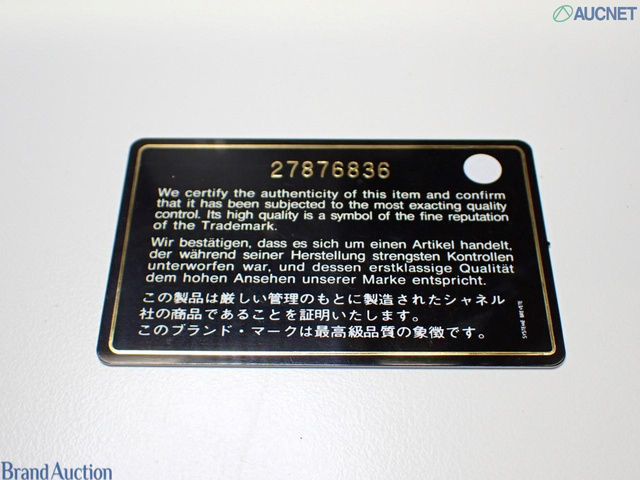 AUCNET
27876836
We certify the authenticity of this item and confirm
that it has been subjected to the most exacting quality
control. Its high quality is a symbol of the fine reputation
of the Trademark.
Wir bestätigen, dass es sich um einen Artikel handelt,
der während seiner Herstellung strengsten Kontrollen
unterworfen war, und dessen erstklassige Qualität
dem hohen Ansehen unserer Marke entspricht.
この製品は厳しい管理のもとに製造されたシャネル
社の商品であることを証明いたします。
このブランド・マークは最高級品質の象徴です。
SYSTEME BREVETE
Brand Auction